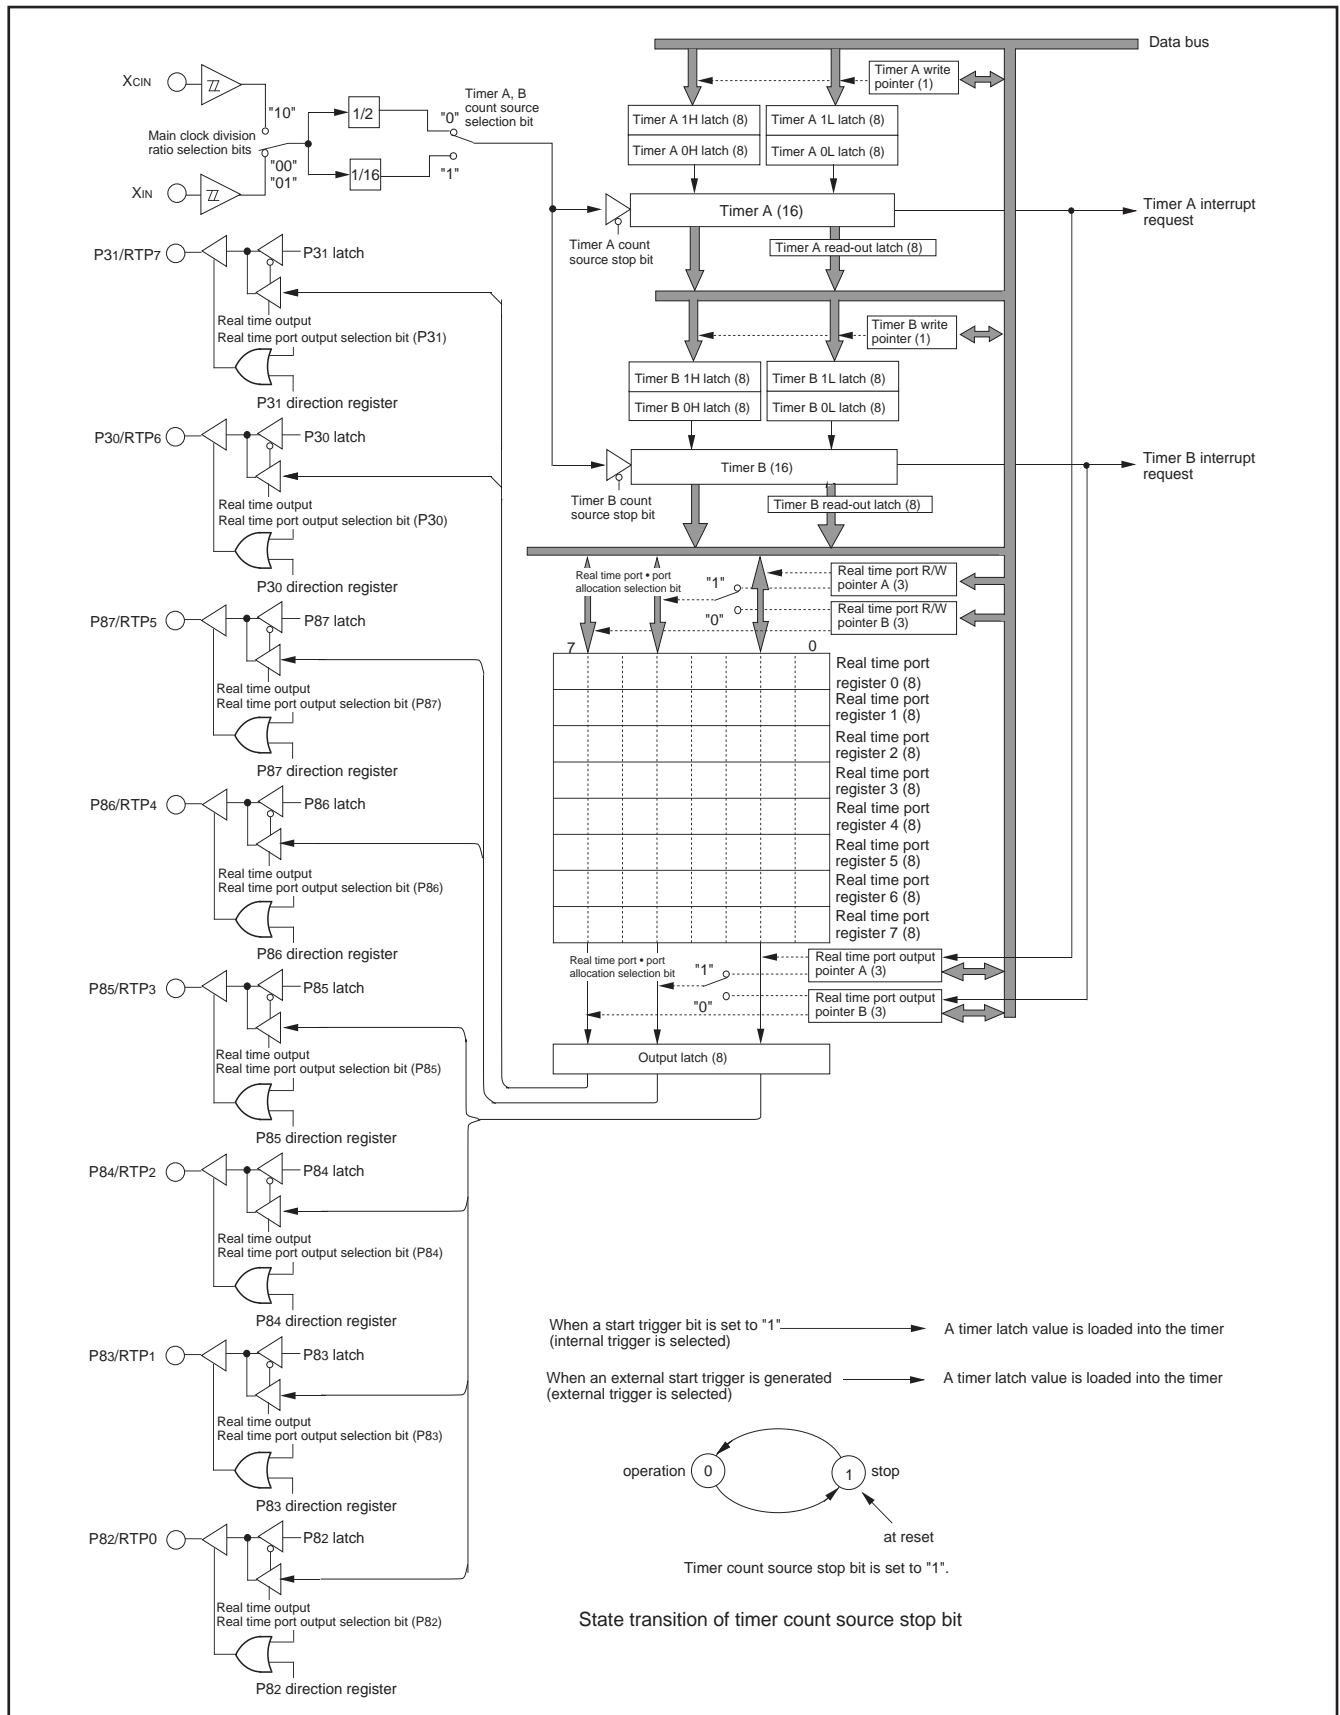 Data bus
XCIN
"10"
Main clock division
ratio selection bits
"00"
"01"
XIN
1/2
1/16
"0"
"1"
Timer A, B
count source
selection bit
Timer A write
pointer (1)
Timer A 1H latch (8)
Timer A 1L latch (8)
Timer A 0H latch (8)
Timer A 0L latch (8)
Timer A (16)
Timer A interrupt
request
Timer A count
source stop bit
Timer A read-out latch (8)
Timer B write
pointer (1)
Timer B 1H latch (8)
Timer B 1L latch (8)
Timer B 0H latch (8)
Timer B 0L latch (8)
Timer B (16)
Timer B interrupt
request
Timer B count
source stop bit
Timer B read-out latch (8)
Real time port • port
allocation selection bit
"1"
"0"
Real time port R/W
pointer A (3)
Real time port R/W
pointer B (3)
7
0
Real time port
register 0 (8)
Real time port
register 1 (8)
Real time port
register 2 (8)
Real time port
register 3 (8)
Real time port
register 4 (8)
Real time port
register 5 (8)
Real time port
register 6 (8)
Real time port
register 7 (8)
Real time port • port
allocation selection bit
"1"
"0"
Real time port output
pointer A (3)
Real time port output
pointer B (3)
Output latch (8)
P31/RTP7
P31 latch
Real time output
Real time port output selection bit (P31)
P31 direction register
P30/RTP6
P30 latch
Real time output
Real time port output selection bit (P30)
P30 direction register
P87/RTP5
P87 latch
Real time output
Real time port output selection bit (P87)
P87 direction register
P86/RTP4
P86 latch
Real time output
Real time port output selection bit (P86)
P86 direction register
P85/RTP3
P85 latch
Real time output
Real time port output selection bit (P85)
P85 direction register
P84/RTP2
P84 latch
Real time output
Real time port output selection bit (P84)
P84 direction register
P83/RTP1
P83 latch
Real time output
Real time port output selection bit (P83)
P83 direction register
P82/RTP0
P82 latch
Real time output
Real time port output selection bit (P82)
P82 direction register
When a start trigger bit is set to "1"
(internal trigger is selected)
A timer latch value is loaded into the timer
When an external start trigger is generated
(external trigger is selected)
A timer latch value is loaded into the timer
operation
0
1
stop
at reset
Timer count source stop bit is set to "1".
State transition of timer count source stop bit